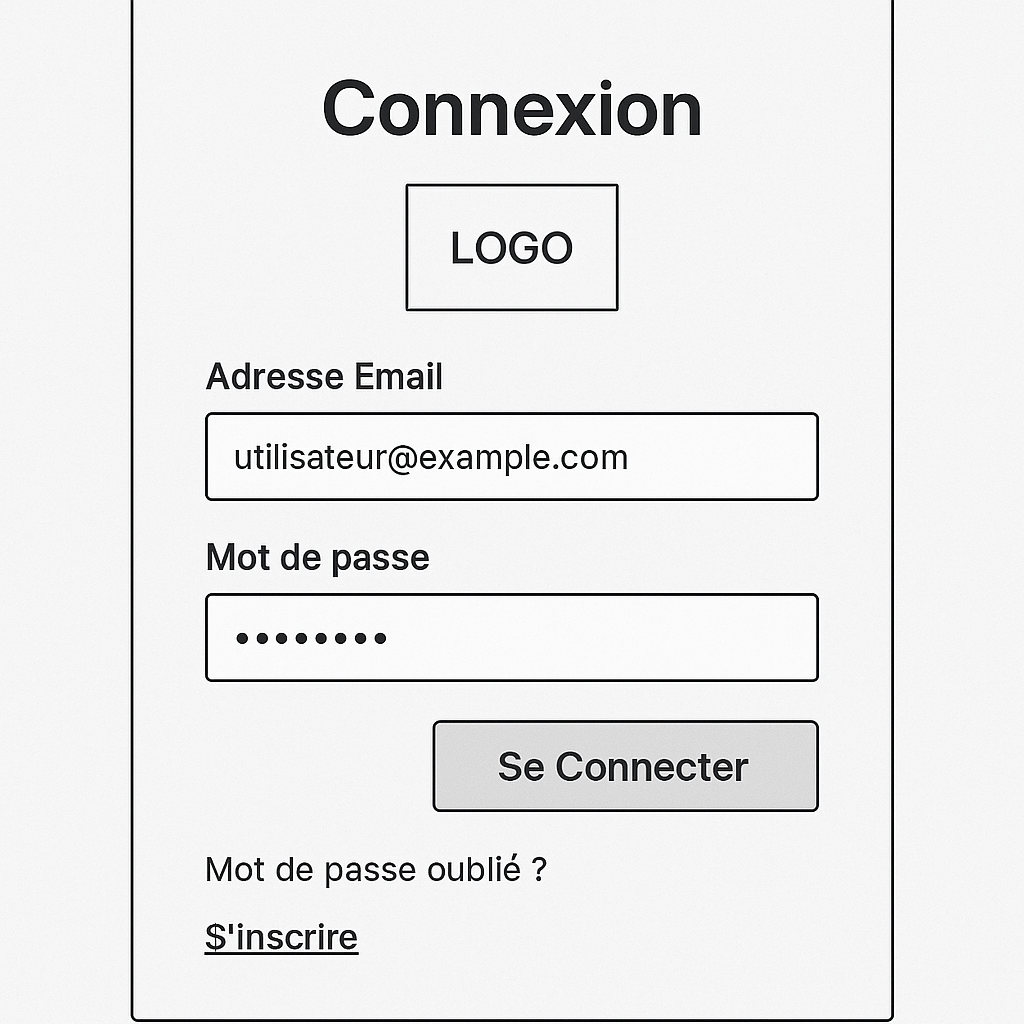 Connexion
LOGO
Adresse Email
utilisateur@example.com
Mot de passe
••••••••
Se Connecter
Mot de passe oublié ?
$'inscrire